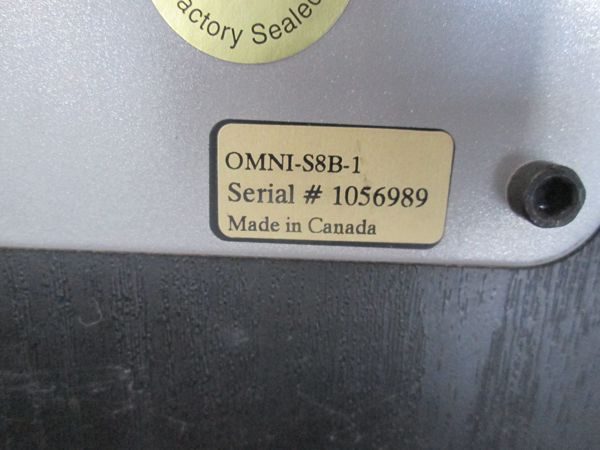 actory Sealed
OMNI-S8B-1
Serial # 1056989
Made in Canada